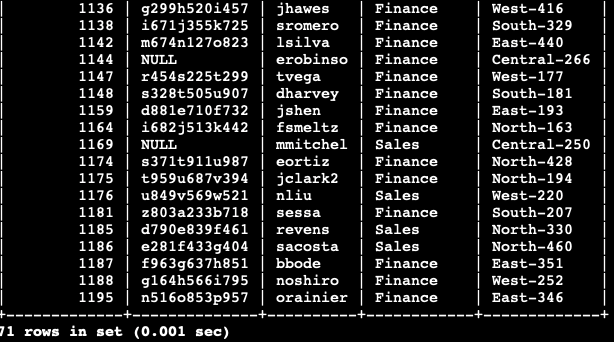 | 1136 | g299h520i457 | jhawes | Finance | West-416 |
| 1138 | i671j355k725 | sromero | Finance | South-329 |
| 1142 | m674n127o823 | lsilva | Finance | East-440 |
| 1144 | NULL | erobinso | Finance | Central-266 |
| 1147 | r454s225t299 | tvega | Finance | West-177 |
| 1148 | s328t505u907 | dharvey | Finance | South-181 |
| 1159 | d881e710f732 | jshen | Finance | East-193 |
| 1164 | i682j513k442 | fsmeltz | Finance | North-163 |
| 1169 | NULL | mmitchel | Sales | Central-250 |
| 1174 | s371t911u987 | eortiz | Finance | North-428 |
| 1175 | t959u687v394 | jclark2 | Finance | North-194 |
| 1176 | u849v569w521 | nliu | Sales | West-220 |
| 1181 | z803a233b718 | sessa | Finance | South-207 |
| 1185 | d790e839f461 | revens | Sales | North-330 |
| 1186 | e281f433g404 | sacosta | Sales | North-460 |
| 1187 | f963g637h851 | bbode | Finance | East-351 |
| 1188 | g164h566i795 | noshiro | Finance | West-252 |
| 1195 | n516o853p957 | orainier | Finance | East-346 |
+-------------+--------------+----------+------------+-------------+
71 rows in set (0.001 sec)